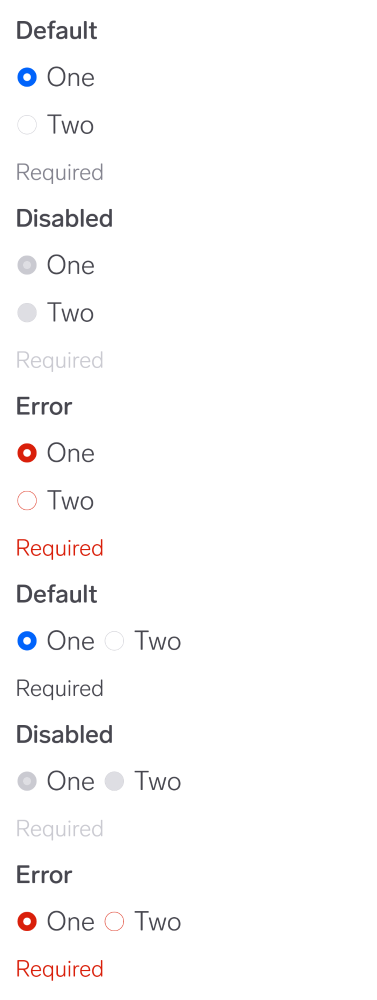 Default
One
Two
Required
Disabled
One
Two
Required
Error
One
Two
Required
Default
One Two
Required
Disabled
One Two
Required
Error
One Two
Required